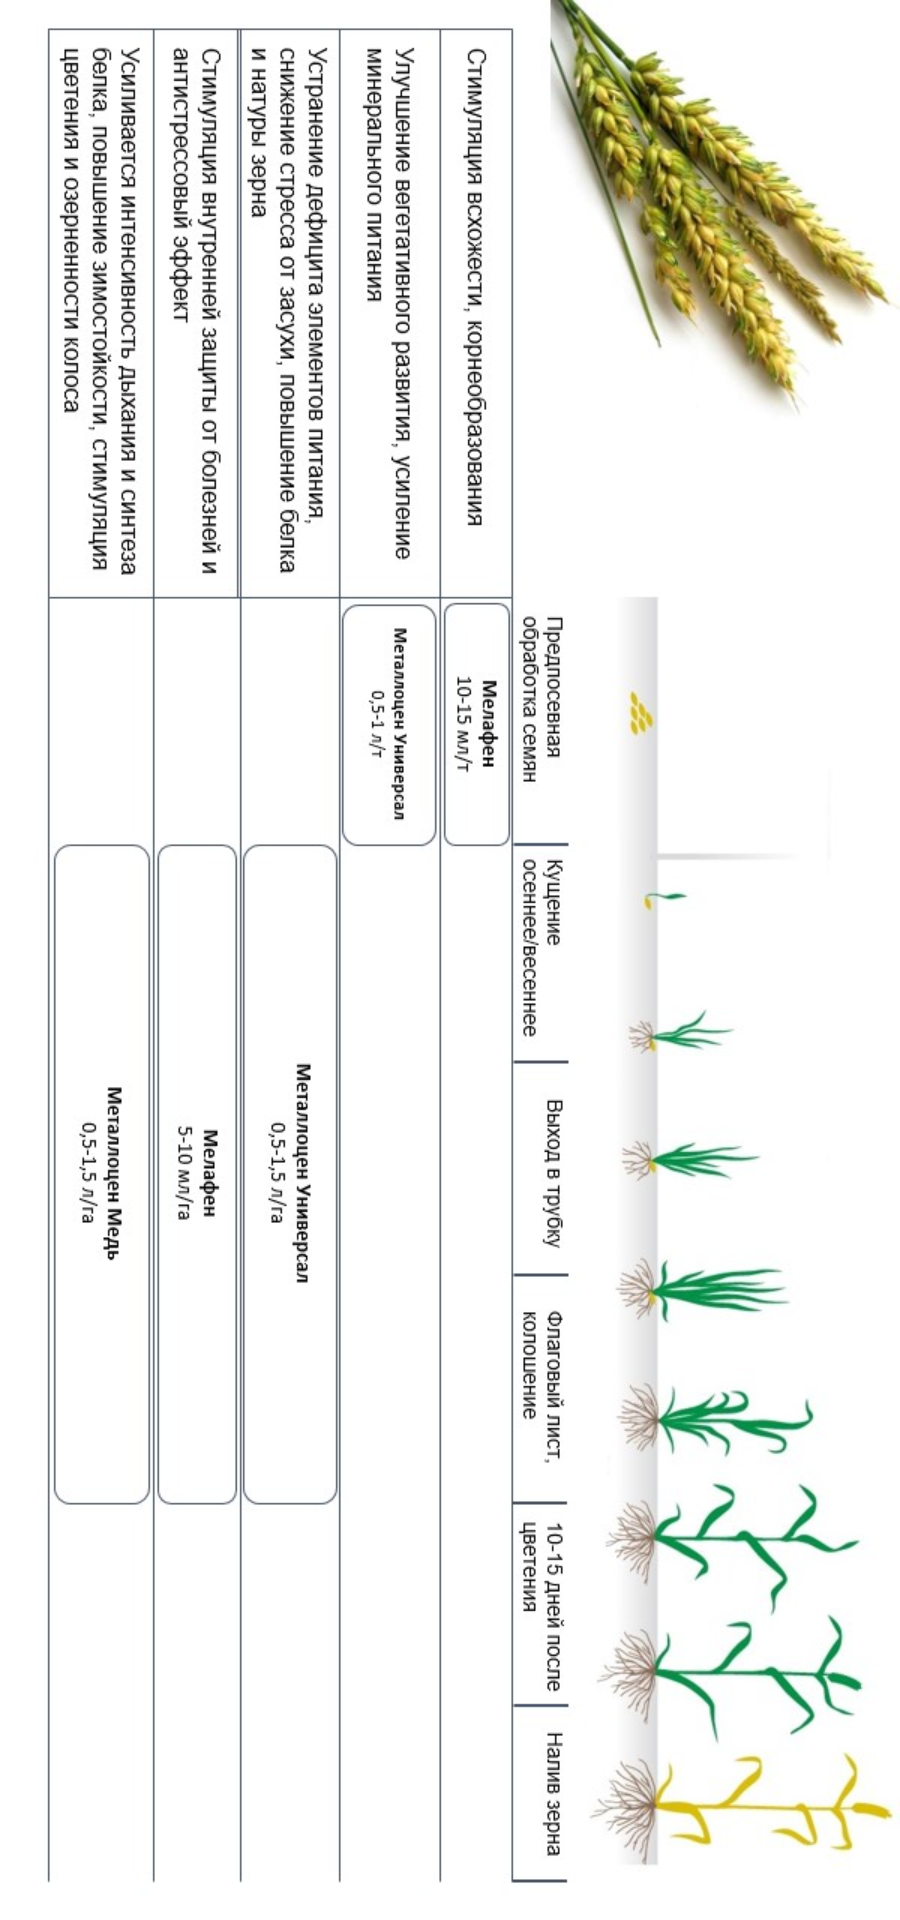 Предпосевная
обработка семян
Кущение
осеннее/весеннее
Выход в трубку
Флаговый лист,
колошение
10-15 дней после
цветения
Налив зерна
Стимуляция всхожести, корнеобразования
Мелафен
10-15 мл/т
Улучшение вегетативного развития, усиление
минерального питания
Металлоцен Универсал
0,5-1 л/т
Устранение дефицита элементов питания,
снижение стресса от засухи, повышение белка
и натуры зерна
Металлоцен Универсал
0,5-1,5 л/га
Стимуляция внутренней защиты от болезней и
антистрессовый эффект
Мелафен
5-10 мл/га
Усиливается интенсивность дыхания и синтеза
белка, повышение зимостойкости, стимуляция
цветения и озерненности колоса
Металлоцен Медь
0,5-1,5 л/га